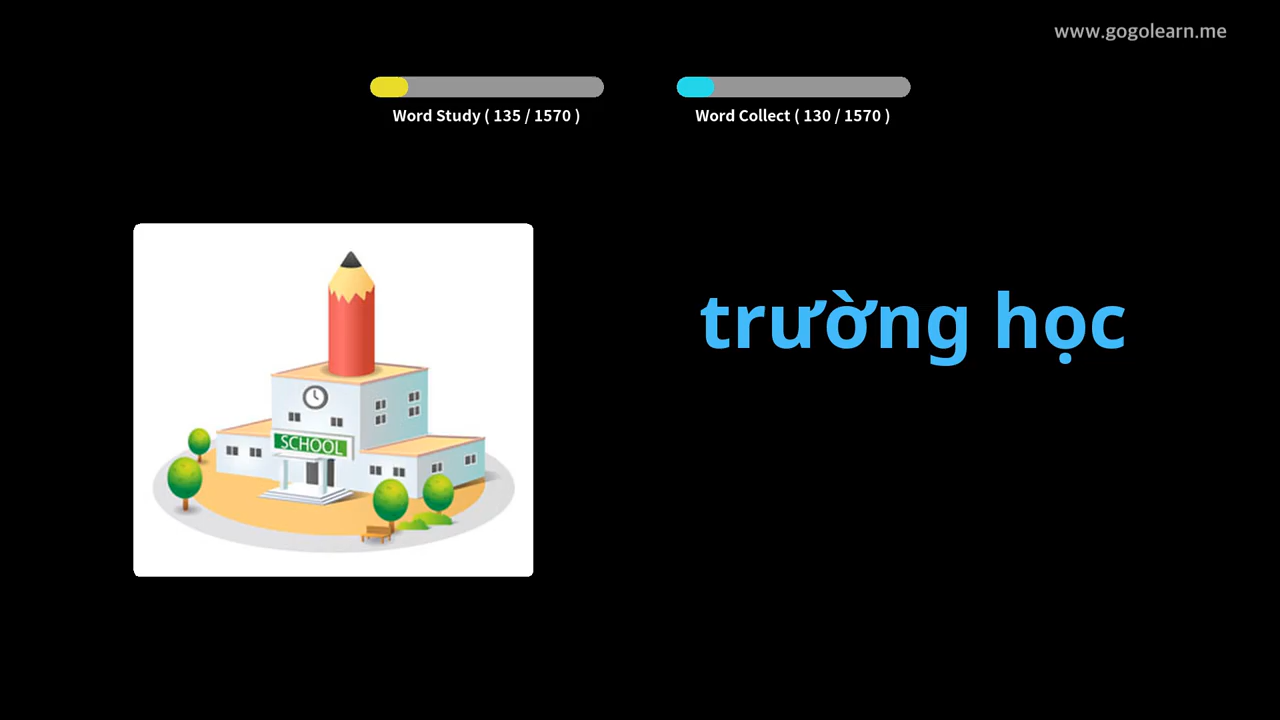 www.gogolearn.me
Word Study ( 135 / 1570 )
Word Collect ( 130 / 1570 )
trường học
SCHOOL